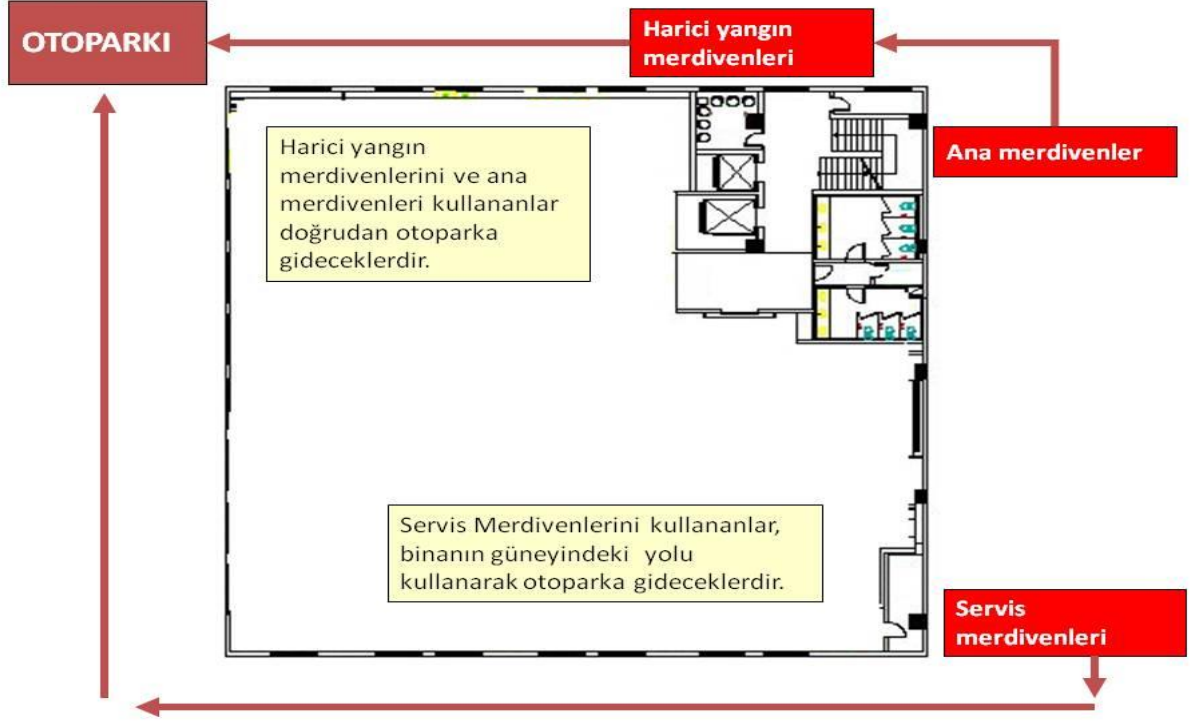 OTOPARKI
Harici yangın
merdivenleri
Ana merdivenler
Harici yangın
merdivenlerini ve ana
merdivenleri kullananlar
doğrudan otoparka
gideceklerdir.
Servis Merdivenlerini kullananlar,
binanın güneyindeki yolu
kullanarak otoparka gideceklerdir.
Servis
merdivenleri